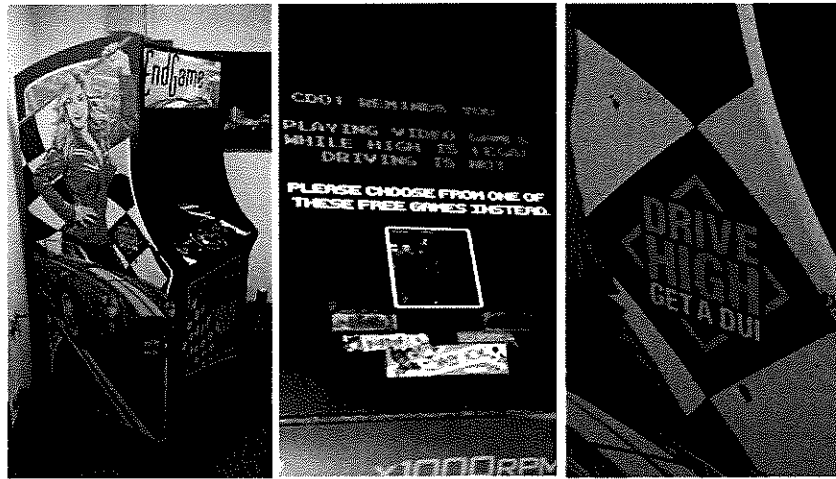 EndGame
CDOT REMINDS YOU
PLAYING VIDEO GAMES
WHILE HIGH IS LEGAL
DRIVING IS NOT
PLEASE CHOOSE FROM ONE OF
THESE FREE GAMES INSTEAD.
x1000RPM
DRIVE
HIGH
GET A DUI